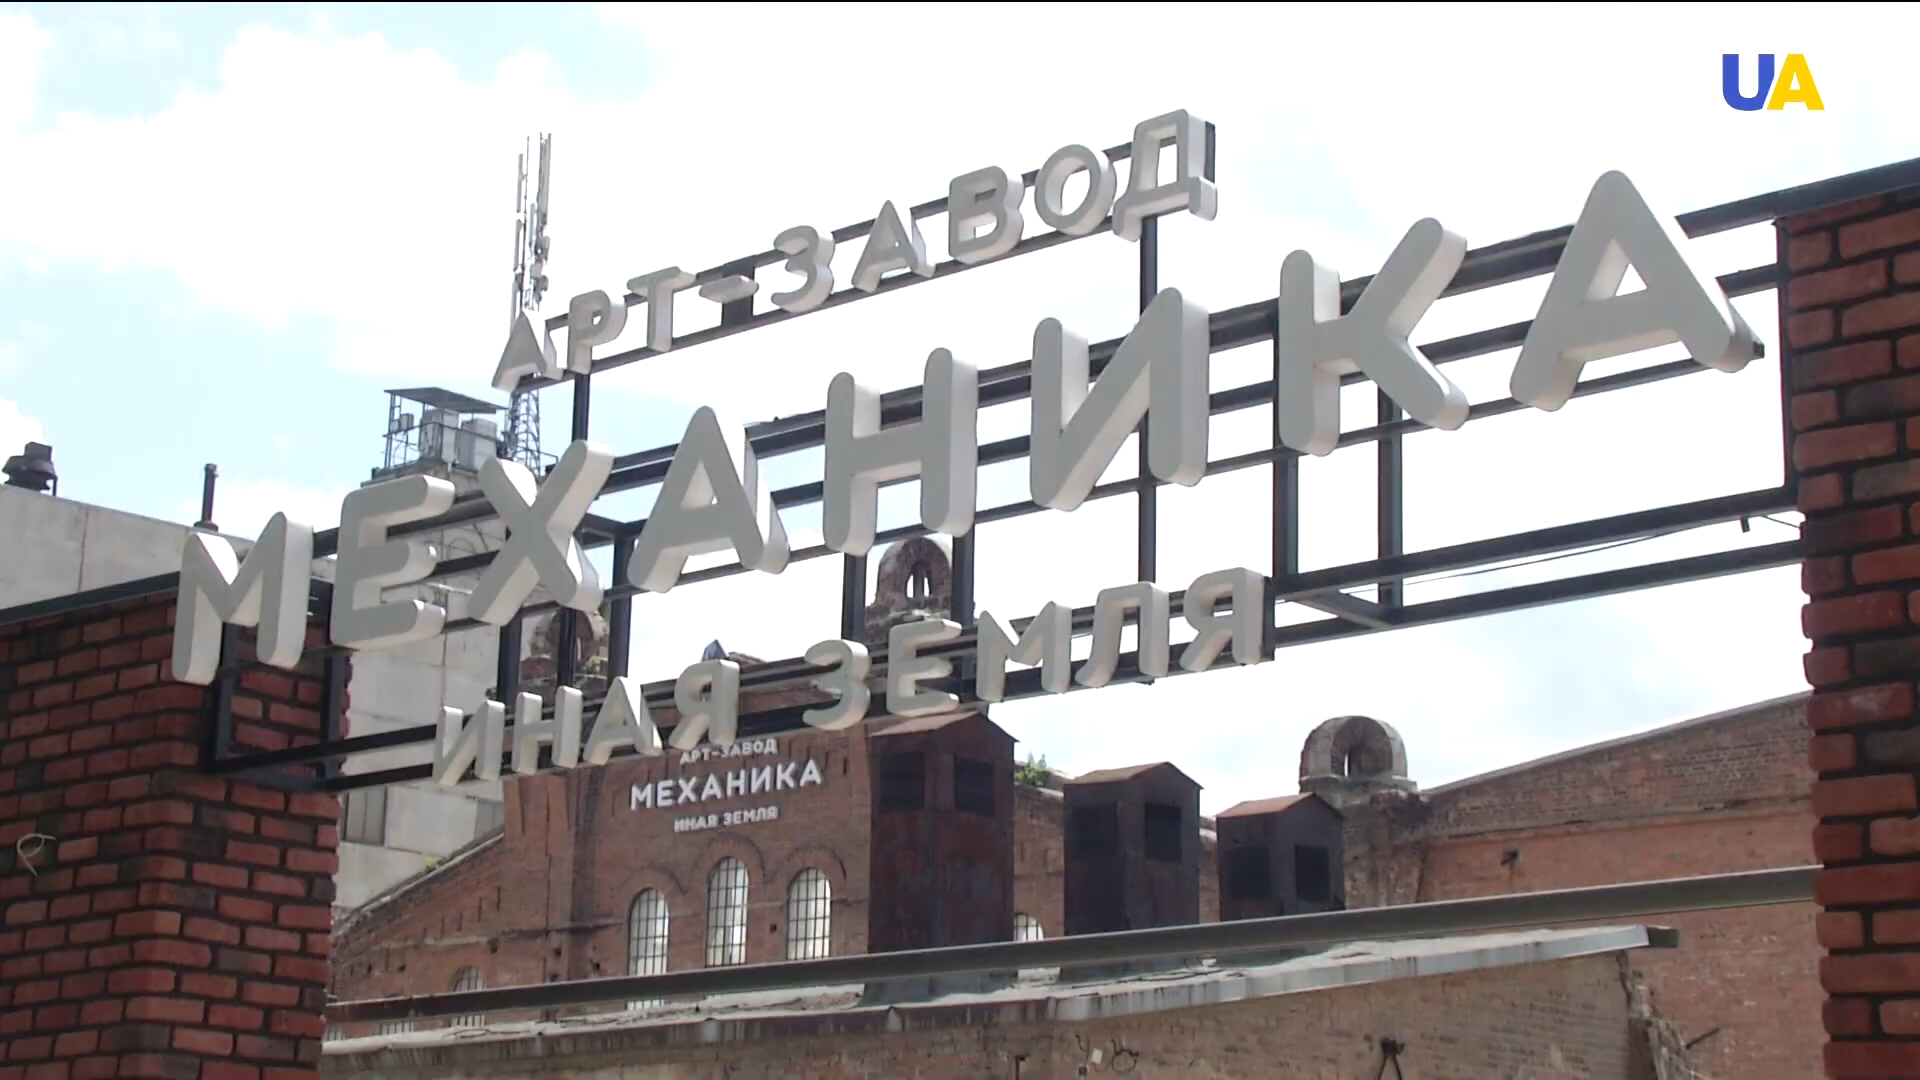 UA
АРТ-ЗАВОД
МЕХАНИКА
ИНАЯ ЗЕМЛЯ
АРТ-ЗАВОД
МЕХАНИКА
ИНАЯ ЗЕМЛЯ